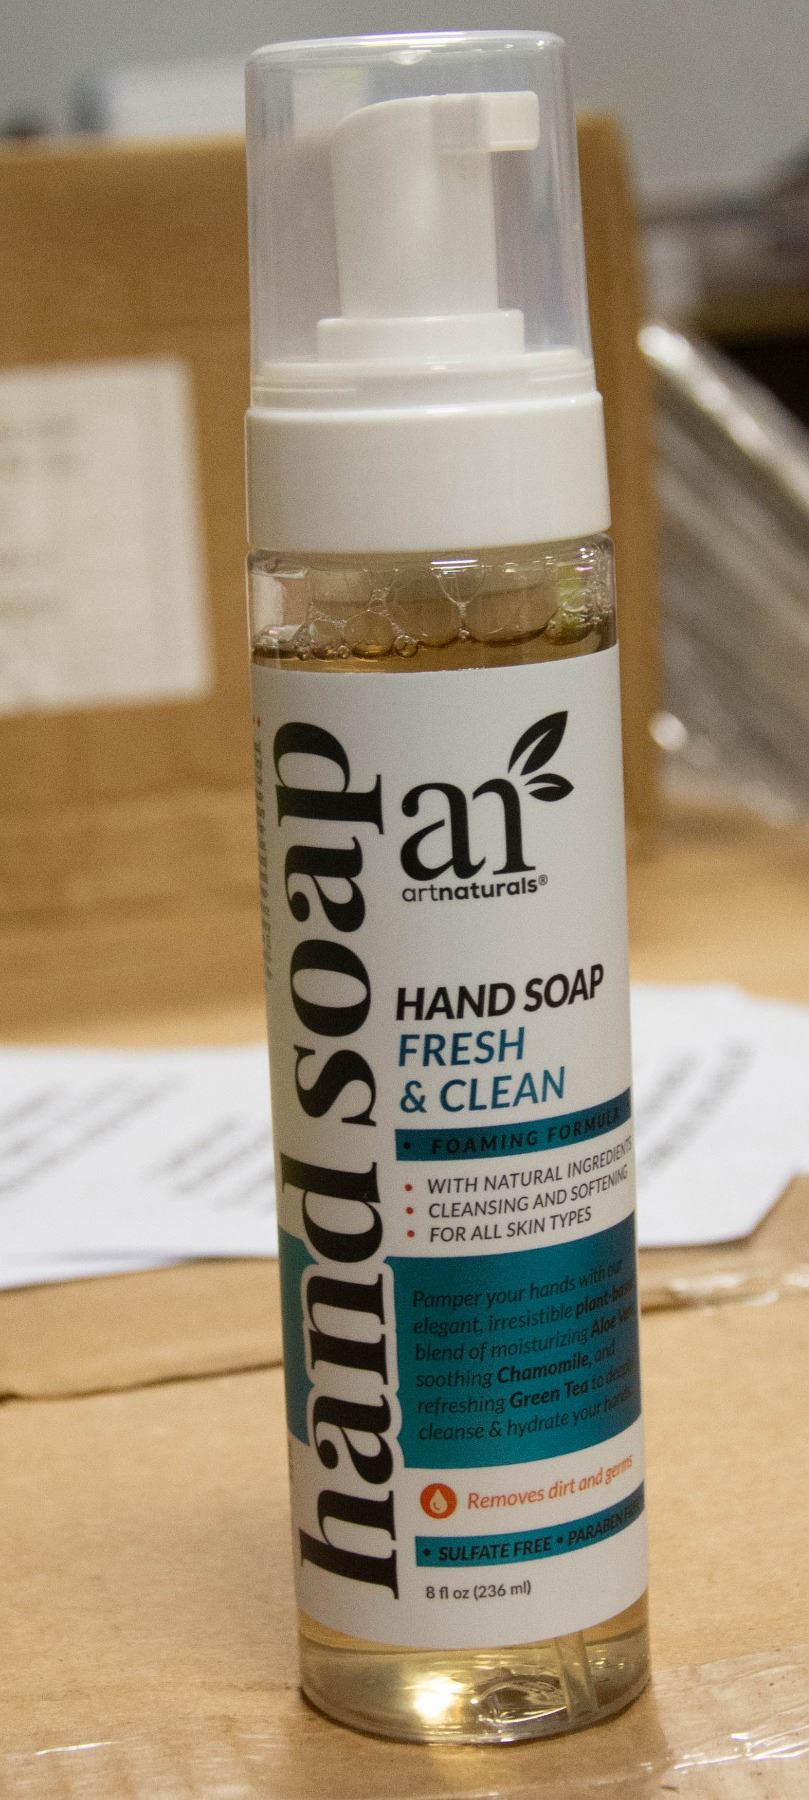 hand soap
ar
artnaturals®
HAND SOAP
FRESH
& CLEAN
• FOAMING FORMULA
• WITH NATURAL INGREDIENTS
• CLEANSING AND SOFTENING
• FOR ALL SKIN TYPES
Pamper your hands with our
elegant, irresistible plant-based
blend of moisturizing Aloe Vera,
soothing Chamomile, and
refreshing Green Tea to deeply
cleanse & hydrate your hands.
Removes dirt and germs
• SULFATE FREE • PARABEN FREE
8 fl oz (236 ml)